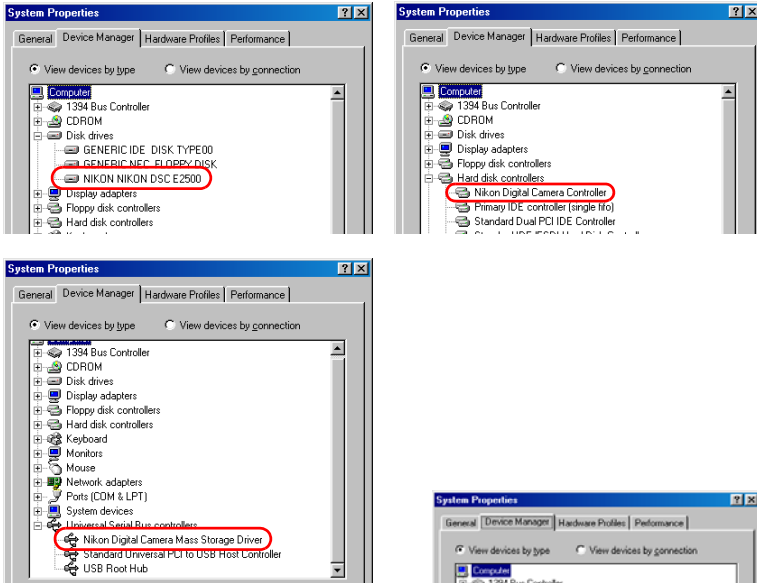 System Properties
General Device Manager Hardware Profiles Performance
View devices by type View devices by connection
Computer
1394 Bus Controller
CDROM
Disk drives
GENERIC IDE DISK TYPE00
GENERIC NEC FLOPPY DISK
NIKON NIKON DSC E2500
Display adapters
Floppy disk controllers
Hard disk controllers
System Properties
General Device Manager Hardware Profiles Performance
View devices by type View devices by connection
Computer
1394 Bus Controller
CDROM
Disk drives
Display adapters
Floppy disk controllers
Hard disk controllers
Nikon Digital Camera Controller
Primary IDE controller (single fifo)
Standard Dual PCI IDE Controller
System Properties
General Device Manager Hardware Profiles Performance
View devices by type View devices by connection
1394 Bus Controller
CDROM
Disk drives
Display adapters
Floppy disk controllers
Hard disk controllers
Keyboard
Monitors
Mouse
Network adapters
Ports (COM & LPT)
System devices
Universal Serial Bus controllers
Nikon Digital Camera Mass Storage Driver
Standard Universal PCI to USB Host Controller
USB Root Hub
System Properties
General Device Manager Hardware Profiles Performance
View devices by type View devices by connection
Computer
1394 Bus Controller